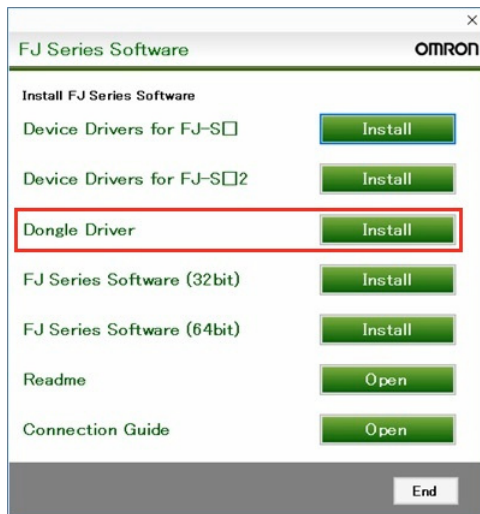 FJ Series Software OMRON
Install FJ Series Software
Device Drivers for FJ-S□ Install
Device Drivers for FJ-S□2 Install
Dongle Driver Install
FJ Series Software (32bit) Install
FJ Series Software (64bit) Install
Readme Open
Connection Guide Open
End